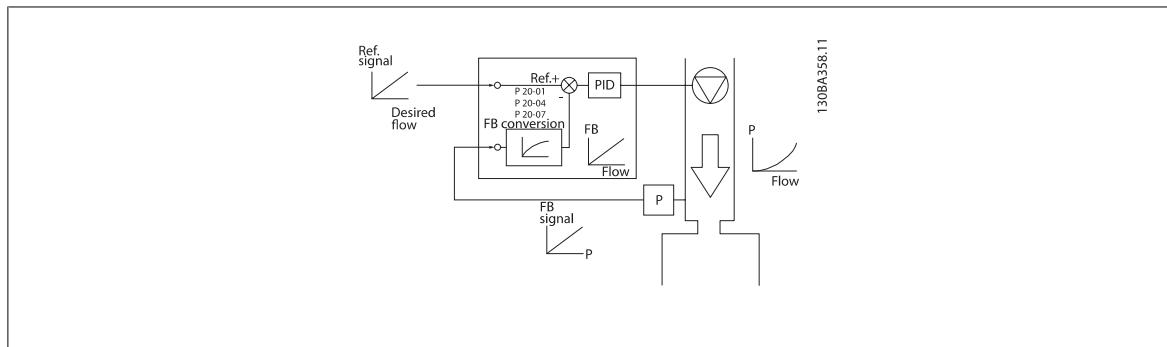 Ref.
signal
Desired
flow
Ref.+
P 20-01
P 20-04
P 20-07
-
FB conversion
PID
FB
Flow
P
Flow
P
FB
signal
P
130BA358.11